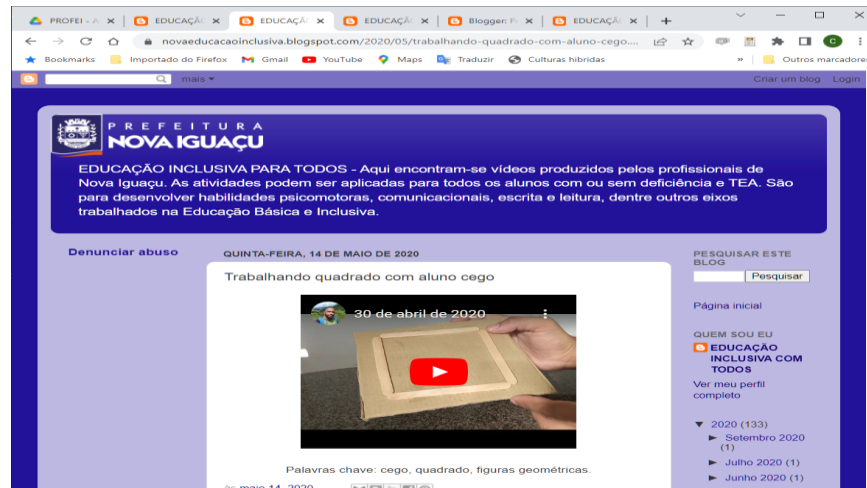 PROFEI - A
EDUCAÇÃO
EDUCAÇÃ
EDUCAÇÃ
Blogger: P
EDUCAÇÃ
novaeducacaoinclusiva.blogspot.com/2020/05/trabalhando-quadrado-com-aluno-cego....
Bookmarks Importado do Firefox Gmail YouTube Maps Traduzir Culturas hibridas » Outros marcadore
mais
Criar um blog Login
PREFEITURA
NOVA IGUAÇU
EDUCAÇÃO INCLUSIVA PARA TODOS - Aqui encontram-se vídeos produzidos pelos profissionais de
Nova Iguaçu. As atividades podem ser aplicadas para todos os alunos com ou sem deficiência e TEA. São
para desenvolver habilidades psicomotoras, comunicacionais, escrita e leitura, dentre outros eixos
trabalhados na Educação Básica e Inclusiva.
Denunciar abuso
QUINTA-FEIRA, 14 DE MAIO DE 2020
Trabalhando quadrado com aluno cego
30 de abril de 2020
Palavras chave: cego, quadrado, figuras geométricas.
às maio 14, 2020
PESQUISAR ESTE
BLOG
Pesquisar
Página inicial
QUEM SOU EU
EDUCAÇÃO
INCLUSIVA COM
TODOS
Ver meu perfil
completo
▼ 2020 (133)
► Setembro 2020
(1)
► Julho 2020 (1)
► Junho 2020 (1)